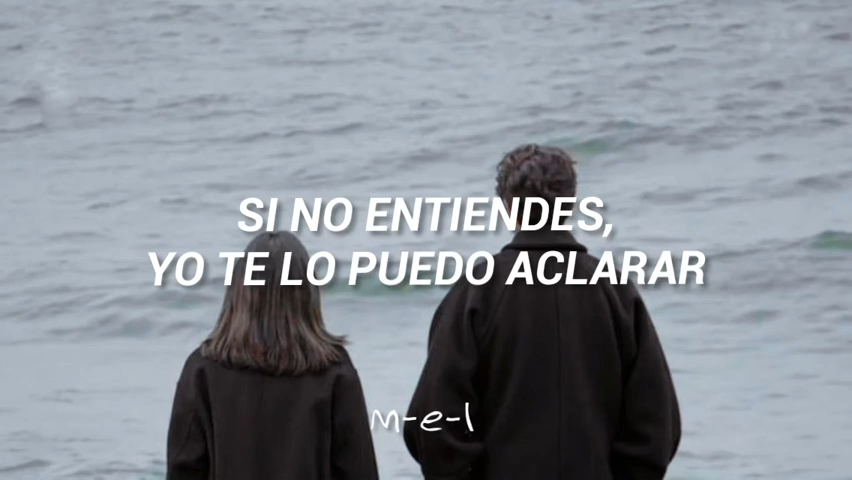 SI NO ENTIENDES,
YO TE LO PUEDO ACLARAR
m-e-l